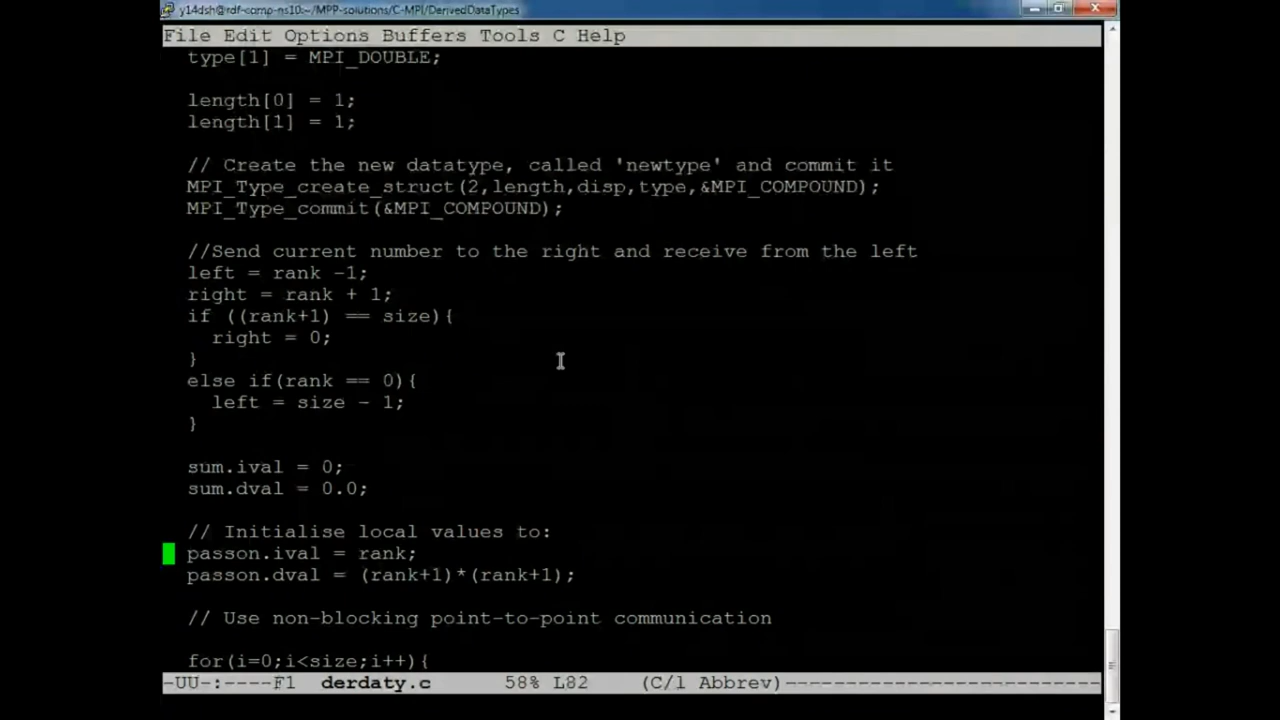 y14dsh@rdf-comp-ns10:~/MPP-solutions/C-MPI/DerivedDataTypes
File Edit Options Buffers Tools C Help
type[1] = MPI_DOUBLE;
length[0] = 1;
length[1] = 1;
// Create the new datatype, called 'newtype' and commit it
MPI_Type_create_struct(2,length,disp,type,&MPI_COMPOUND);
MPI_Type_commit(&MPI_COMPOUND);
//Send current number to the right and receive from the left
left = rank -1;
right = rank + 1;
if ((rank+1) == size){
right = 0;
}
else if(rank == 0){
left = size - 1;
}
sum.ival = 0;
sum.dval = 0.0;
// Initialise local values to:
passon.ival = rank;
passon.dval = (rank+1)*(rank+1);
// Use non-blocking point-to-point communication
for(i=0;i<size;i++){
-UU-:----F1  derdaty.c      58% L82    (C/l Abbrev)---------------------------